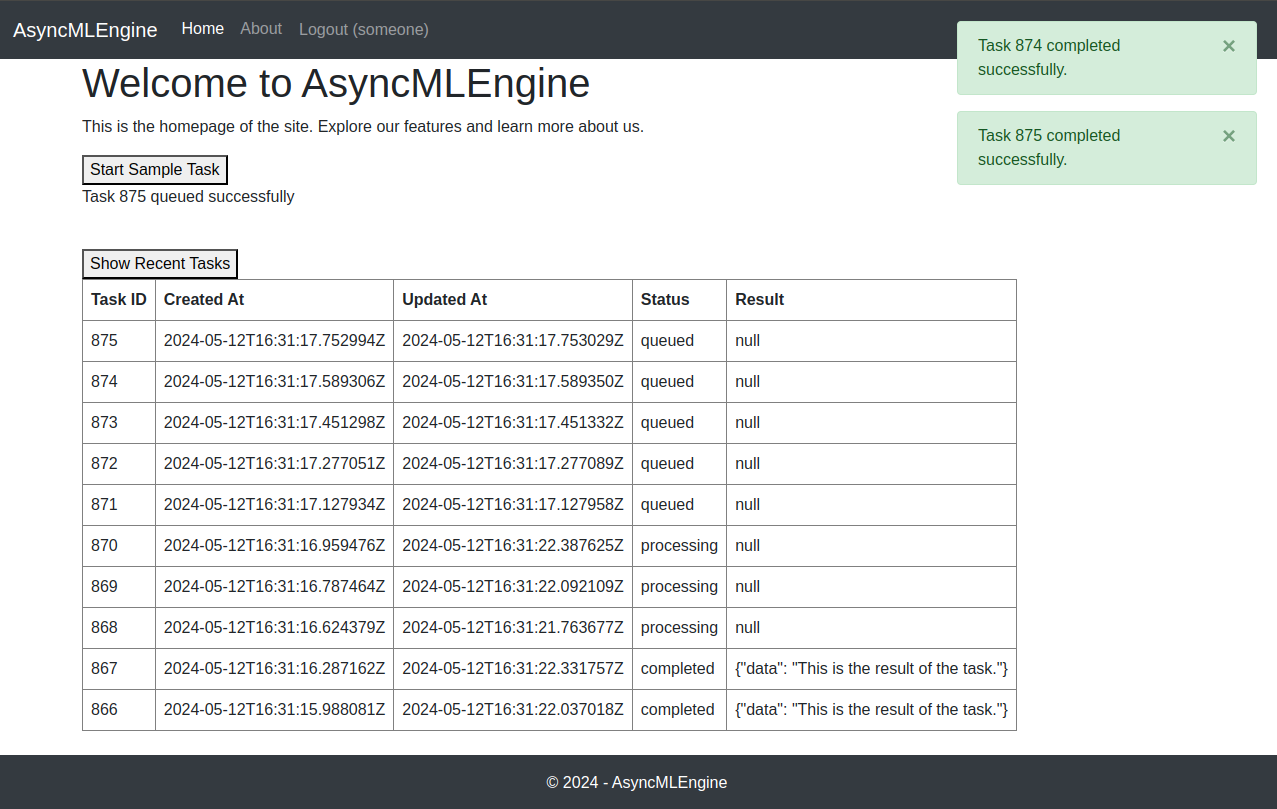 AsyncMLEngine Home About Logout (someone)
Task 874 completed
successfully.
×
Task 875 completed
successfully.
×
Welcome to AsyncMLEngine
This is the homepage of the site. Explore our features and learn more about us.
Start Sample Task
Task 875 queued successfully
Show Recent Tasks
Task ID Created At Updated At Status Result
875 2024-05-12T16:31:17.752994Z 2024-05-12T16:31:17.753029Z queued null
874 2024-05-12T16:31:17.589306Z 2024-05-12T16:31:17.589350Z queued null
873 2024-05-12T16:31:17.451298Z 2024-05-12T16:31:17.451332Z queued null
872 2024-05-12T16:31:17.277051Z 2024-05-12T16:31:17.277089Z queued null
871 2024-05-12T16:31:17.127934Z 2024-05-12T16:31:17.127958Z queued null
870 2024-05-12T16:31:16.959476Z 2024-05-12T16:31:22.387625Z processing null
869 2024-05-12T16:31:16.787464Z 2024-05-12T16:31:22.092109Z processing null
868 2024-05-12T16:31:16.624379Z 2024-05-12T16:31:21.763677Z processing null
867 2024-05-12T16:31:16.287162Z 2024-05-12T16:31:22.331757Z completed {"data": "This is the result of the task."}
866 2024-05-12T16:31:15.988081Z 2024-05-12T16:31:22.037018Z completed {"data": "This is the result of the task."}
© 2024 - AsyncMLEngine